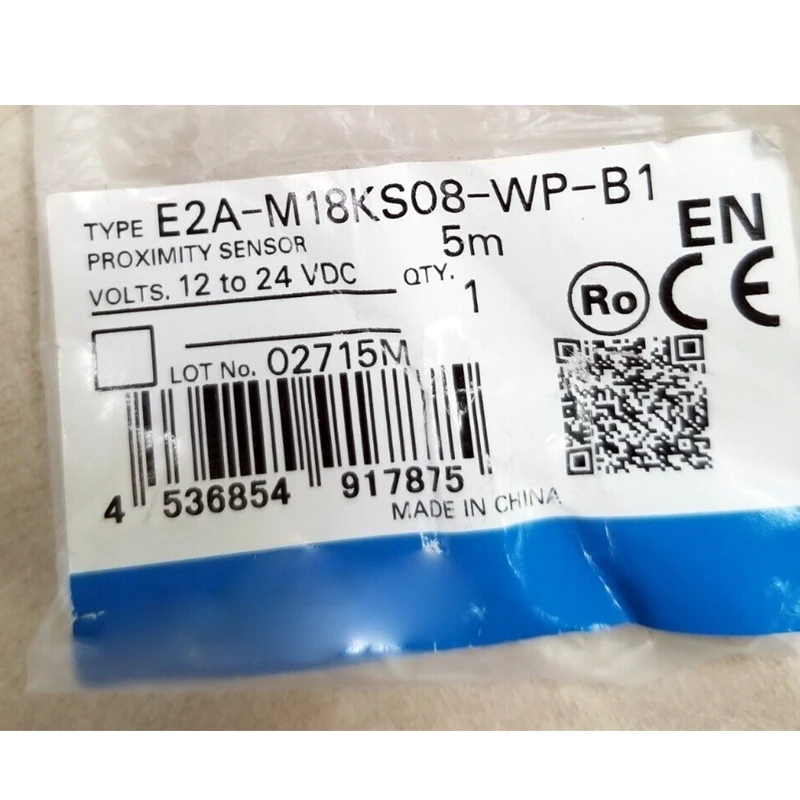 TYPE E2A-M18KS08-WP-B1
PROXIMITY SENSOR 5m
VOLTS. 12 to 24 VDC QTY. 1
EN
Ro CE
LOT No. 02715M
4 536854 917875
MADE IN CHINA